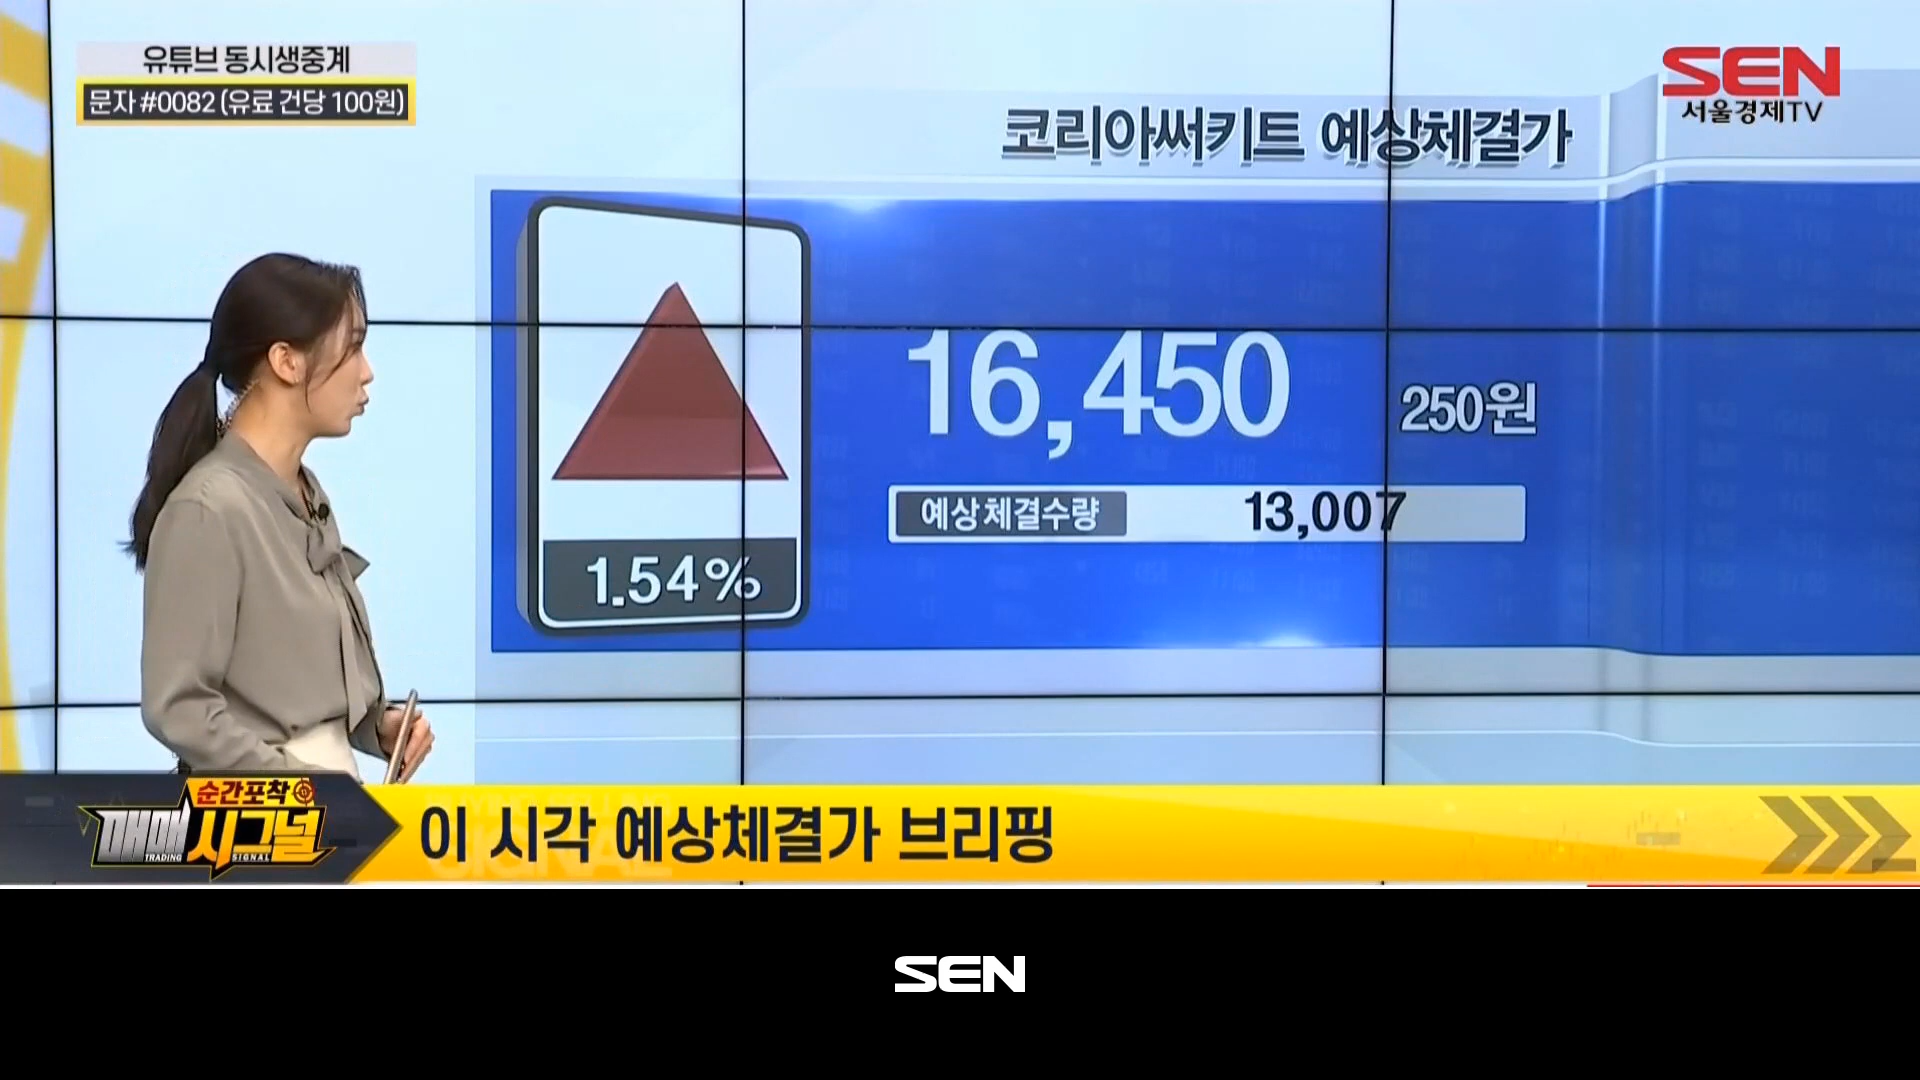 유튜브 동시생중계
문자 #0082 (유료 건당 100원)
SEN
서울경제TV
코리아써키트 예상체결가
16,450
250원
예상체결수량 13,007
1.54%
순간포착
매매 시그널
TRADING SIGNAL
이 시각 예상체결가 브리핑
SEN